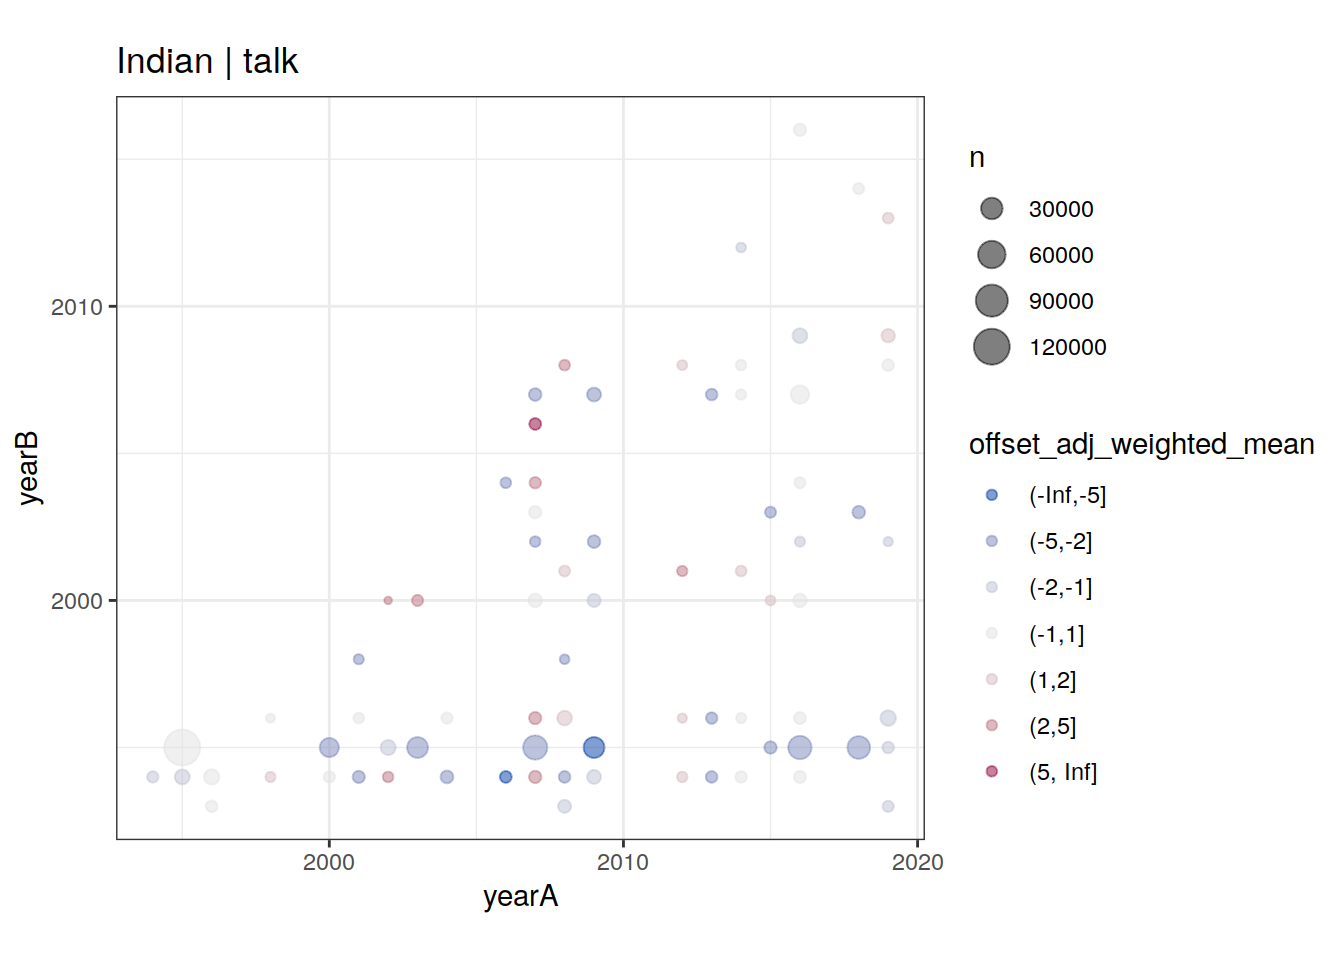 Indian | talk
yearB
2010
2000
2000
2010
2020
yearA
n
30000
60000
90000
120000
offset_adj_weighted_mean
(-Inf,-5]
(-5,-2]
(-2,-1]
(-1,1]
(1,2]
(2,5]
(5, Inf]